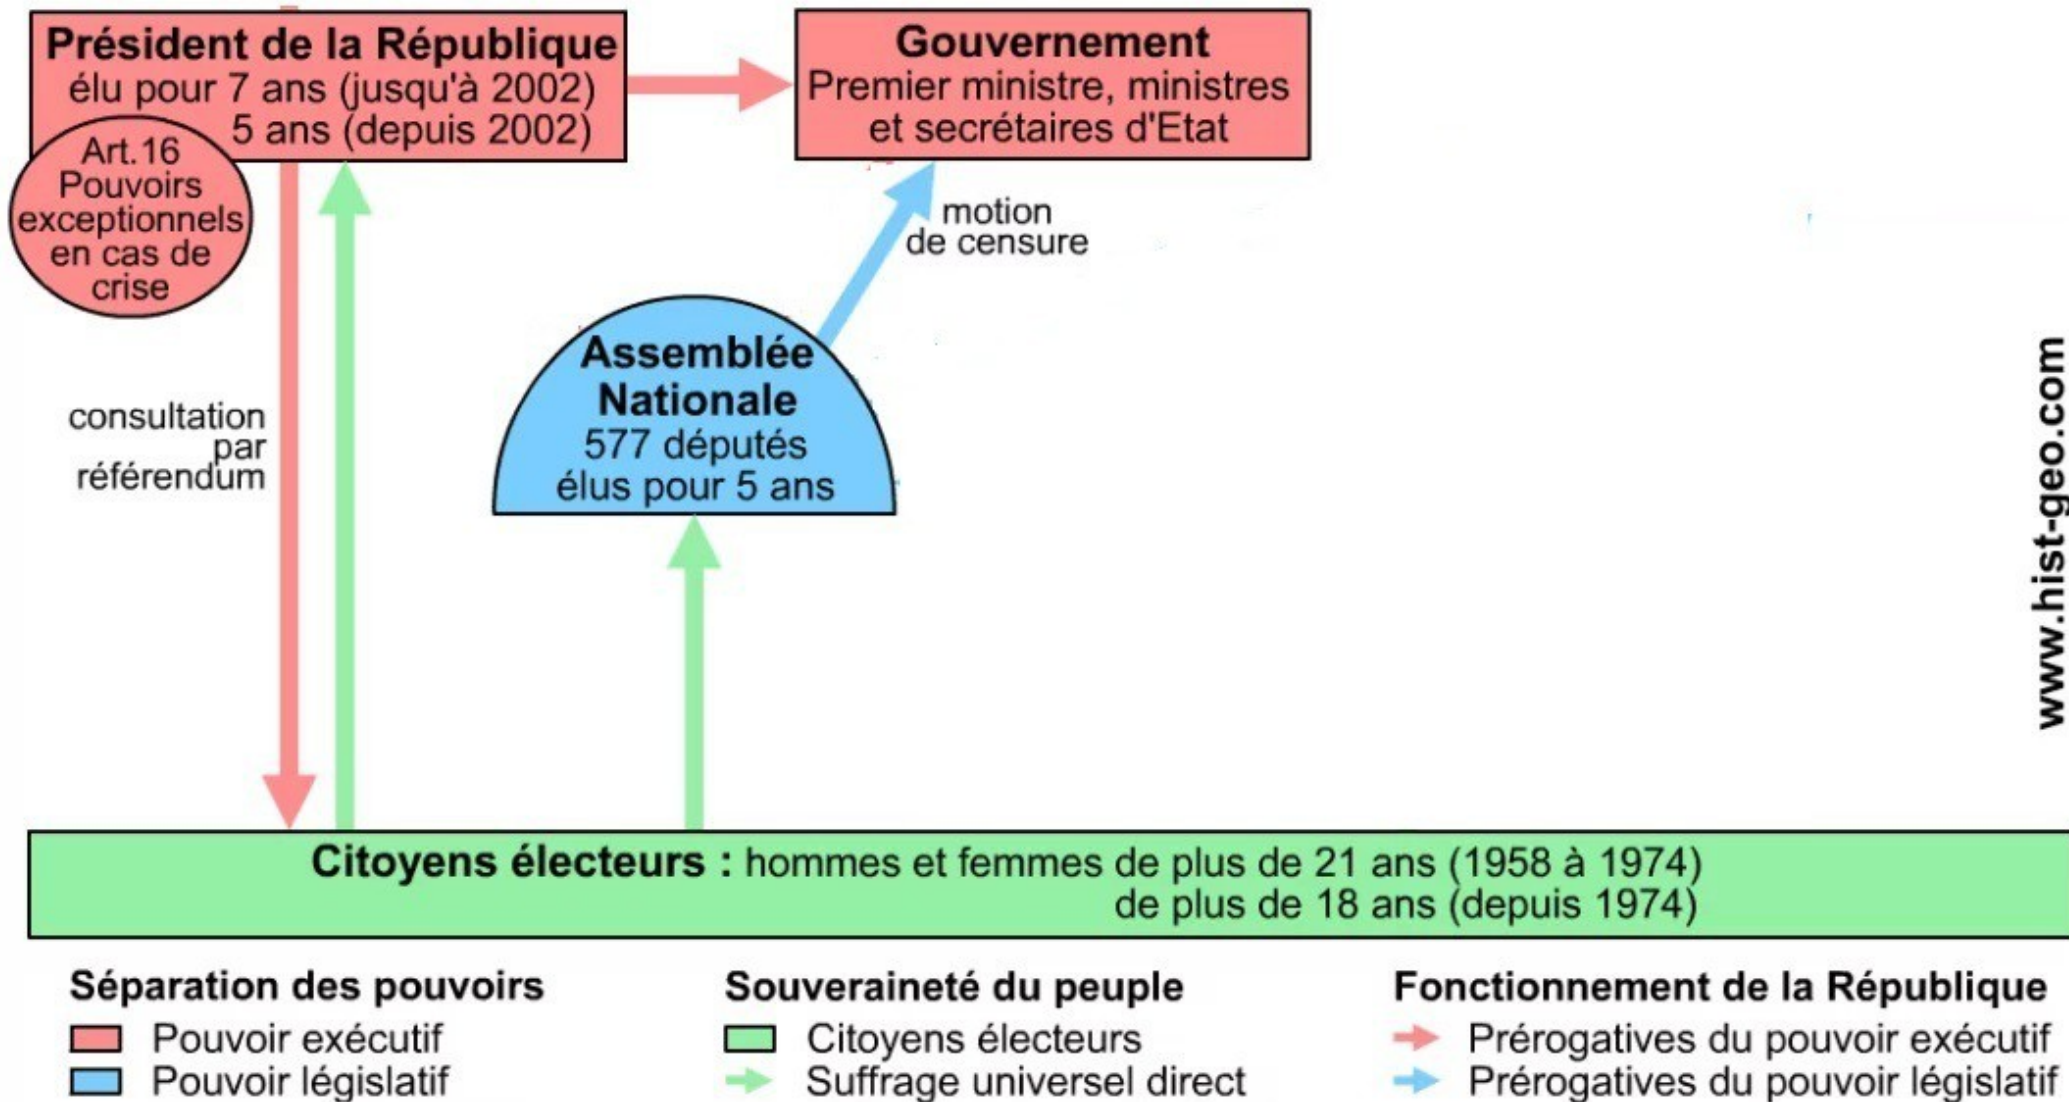 Président de la République
élu pour 7 ans (jusqu'à 2002)
5 ans (depuis 2002)
Art.16
Pouvoirs
exceptionnels
en cas de
crise
Gouvernement
Premier ministre, ministres
et secrétaires d'Etat
motion
de censure
Assemblée
Nationale
577 députés
élus pour 5 ans
consultation
par
référendum
www.hist-geo.com
Citoyens électeurs : hommes et femmes de plus de 21 ans (1958 à 1974)
de plus de 18 ans (depuis 1974)
Séparation des pouvoirs
Pouvoir exécutif
Pouvoir législatif
Souveraineté du peuple
Citoyens électeurs
Suffrage universel direct
Fonctionnement de la République
Prérogatives du pouvoir exécutif
Prérogatives du pouvoir législatif